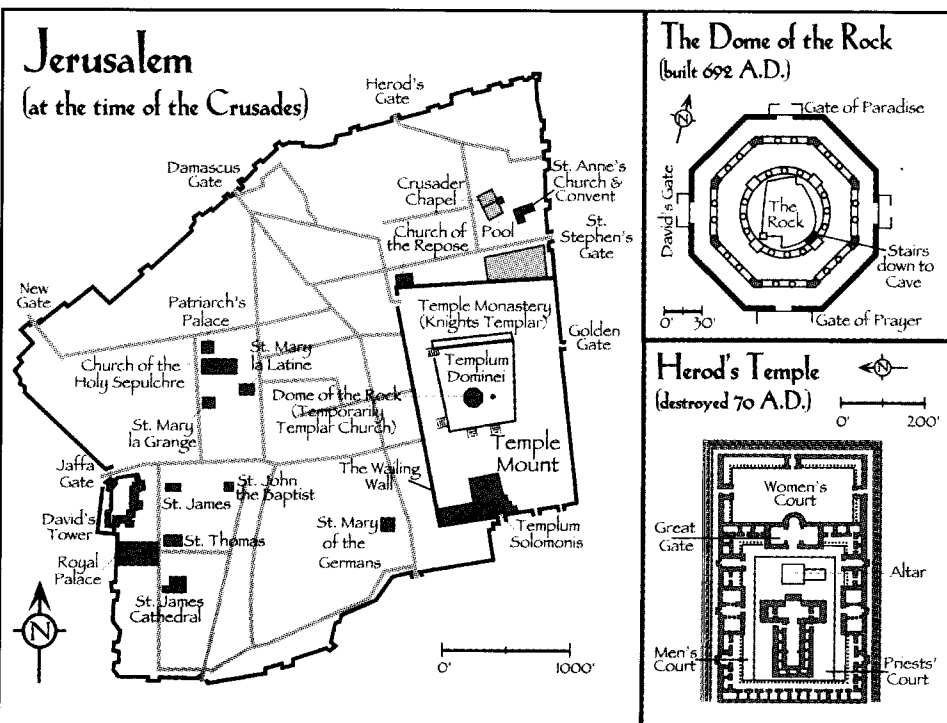 Jerusalem
(at the time of the Crusades)
Herod's
Gate
Damascus
Gate
Crusader
Chapel
St. Anne's
Church &
Convent
Pool
Church of
the Repose
St.
Stephen's
Gate
New
Gate
Patriarch's
Palace
Temple Monastery
(Knights Templar)
Golden
Gate
Church of the
Holy Sepulchre
St. Mary
la Latine
Templum
Dominei
Dome of the Rock
(Temporarily
Templar Church)
St. Mary
la Grange
Temple
Mount
Jaffa
Gate
The Wailing
Wall
St. John
the Baptist
St. James
David's
Tower
St. Thomas
St. Mary
of the
Germans
Templum
Solomonis
Royal
Palace
St. James
Cathedral
N
0'
1000'
The Dome of the Rock
(built 692 A.D.)
N
Gate of Paradise
David's Gate
The
Rock
Stairs
down to
Cave
0'
30'
Gate of Prayer
Herod's Temple
N
(destroyed 70 A.D.)
0'
200'
Women's
Court
Great
Gate
Altar
Men's
Court
Priests'
Court